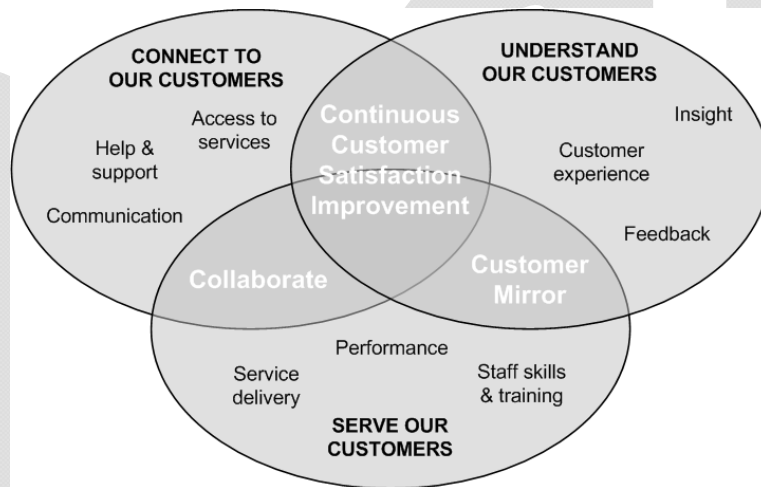 CONNECT TO
OUR CUSTOMERS
Access to
services
Help &
support
Communication
UNDERSTAND
OUR CUSTOMERS
Insight
Customer
experience
Feedback
Continuous
Customer
Satisfaction
Improvement
Collaborate
Customer
Mirror
Performance
Service
delivery
Staff skills
& training
SERVE OUR
CUSTOMERS